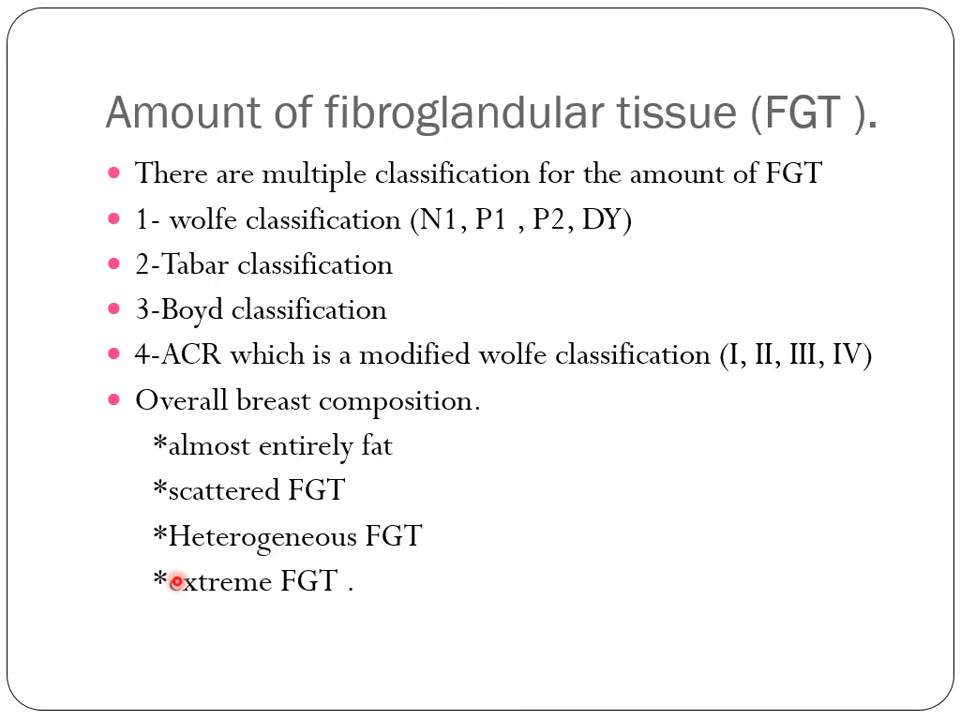 Amount of fibroglandular tissue (FGT ).
• There are multiple classification for the amount of FGT
• 1- wolfe classification (N1, P1 , P2, DY)
• 2-Tabar classification
• 3-Boyd classification
• 4-ACR which is a modified wolfe classification (I, II, III, IV)
• Overall breast composition.
*almost entirely fat
*scattered FGT
*Heterogeneous FGT
*extreme FGT .